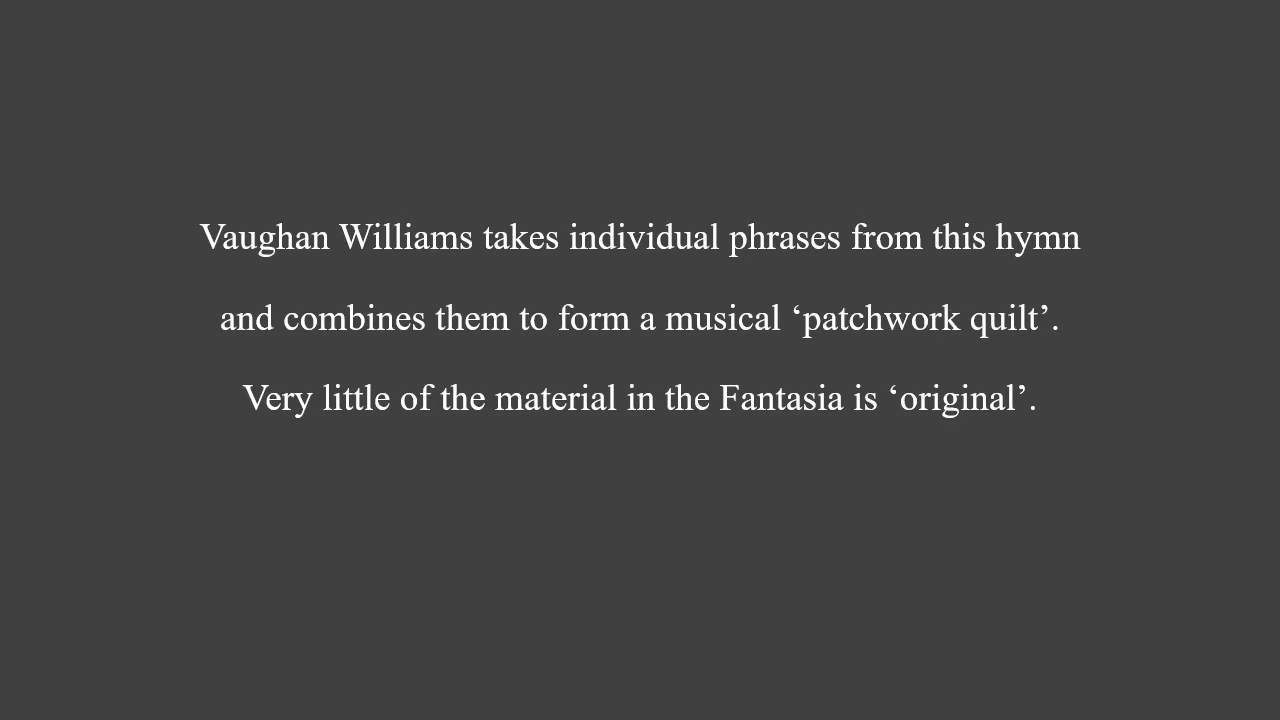 Vaughan Williams takes individual phrases from this hymn
and combines them to form a musical ‘patchwork quilt’.
Very little of the material in the Fantasia is ‘original’.